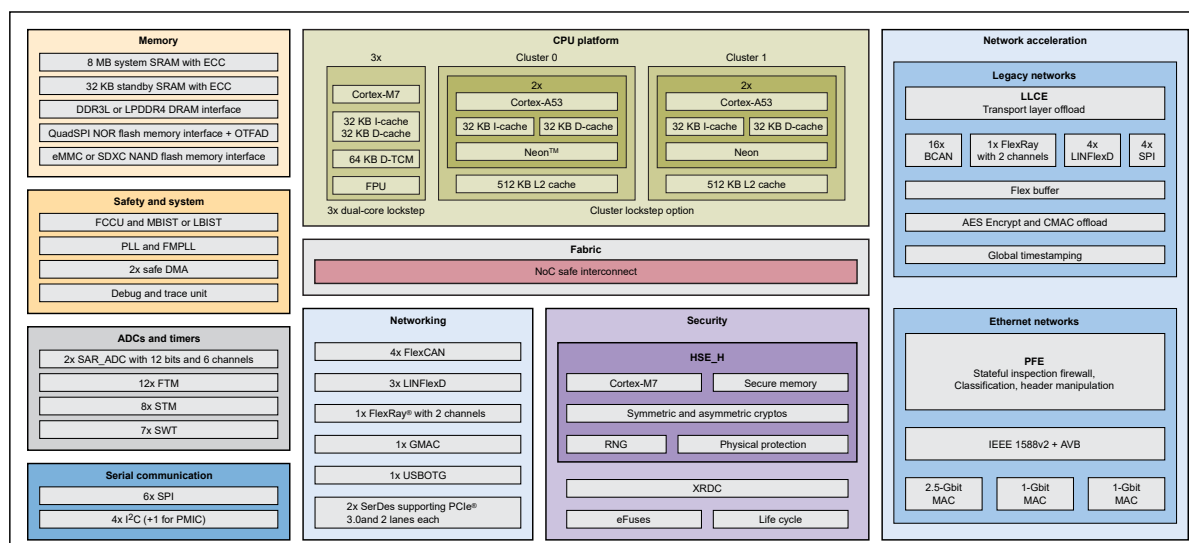 Memory
8 MB system SRAM with ECC
32 KB standby SRAM with ECC
DDR3L or LPDDR4 DRAM interface
QuadSPI NOR flash memory interface + OTFAD
eMMC or SDXC NAND flash memory interface
Safety and system
FCCU and MBIST or LBIST
PLL and FMPLL
2x safe DMA
Debug and trace unit
ADCs and timers
2x SAR_ADC with 12 bits and 6 channels
12x FTM
8x STM
7x SWT
Serial communication
6x SPI
4x I²C (+1 for PMIC)
CPU platform
3x
Cortex-M7
32 KB I-cache
32 KB D-cache
64 KB D-TCM
FPU
3x dual-core lockstep
Cluster 0
2x
Cortex-A53
32 KB I-cache
32 KB D-cache
Neon™
512 KB L2 cache
Cluster 1
2x
Cortex-A53
32 KB I-cache
32 KB D-cache
Neon
512 KB L2 cache
Cluster lockstep option
Fabric
NoC safe interconnect
Networking
4x FlexCAN
3x LINFlexD
1x FlexRay® with 2 channels
1x GMAC
1x USBOTG
2x SerDes supporting PCIe®
3.0and 2 lanes each
Security
HSE_H
Cortex-M7
Secure memory
Symmetric and asymmetric cryptos
RNG
Physical protection
XRDC
eFuses
Life cycle
Network acceleration
Legacy networks
LLCE
Transport layer offload
16x
BCAN
1x FlexRay
with 2 channels
4x
LINFlexD
4x
SPI
Flex buffer
AES Encrypt and CMAC offload
Global timestamping
Ethernet networks
PFE
Stateful inspection firewall,
Classification, header manipulation
IEEE 1588v2 + AVB
2.5-Gbit
MAC
1-Gbit
MAC
1-Gbit
MAC